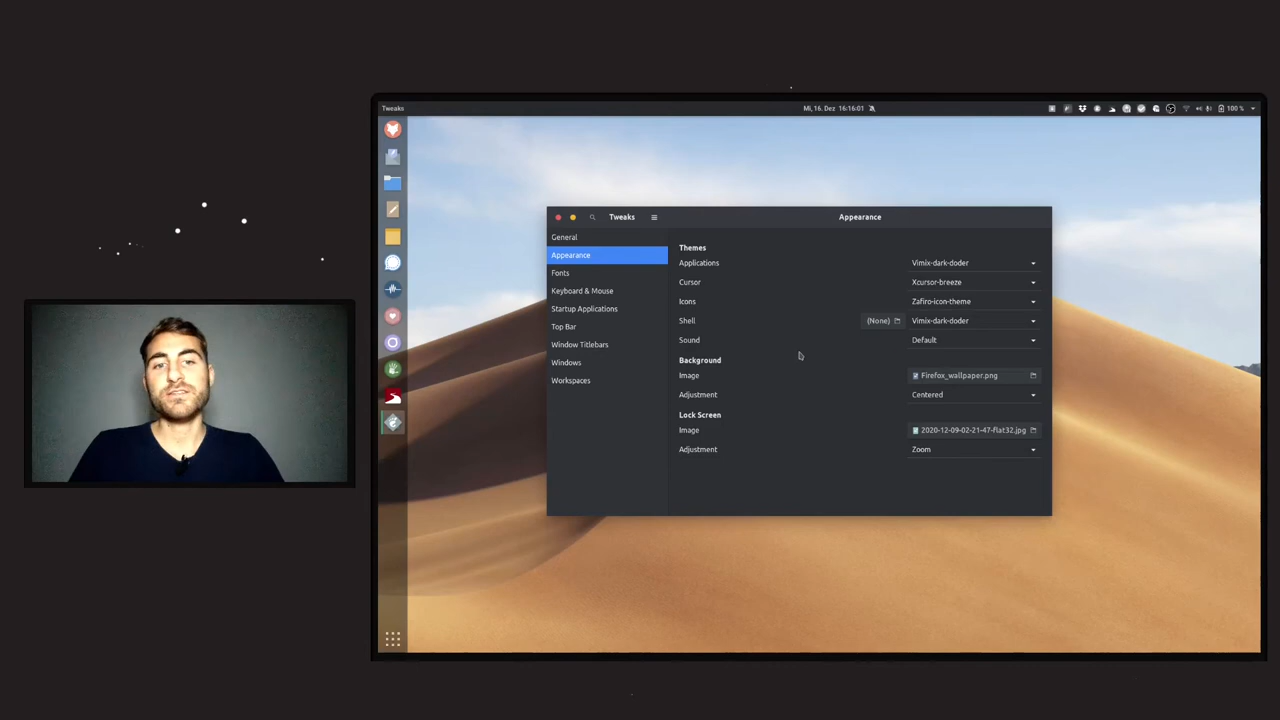 Tweaks
Mi, 16. Dez 16:16:01
100 %
Tweaks
Appearance
General
Appearance
Fonts
Keyboard & Mouse
Startup Applications
Top Bar
Window Titlebars
Windows
Workspaces
Themes
Applications
Vimix-dark-doder
Cursor
Xcursor-breeze
Icons
Zafiro-icon-theme
Shell
(None)
Vimix-dark-doder
Sound
Default
Background
Image
Firefox_wallpaper.png
Adjustment
Centered
Lock Screen
Image
2020-12-09-02-21-47-flat32.jpg
Adjustment
Zoom